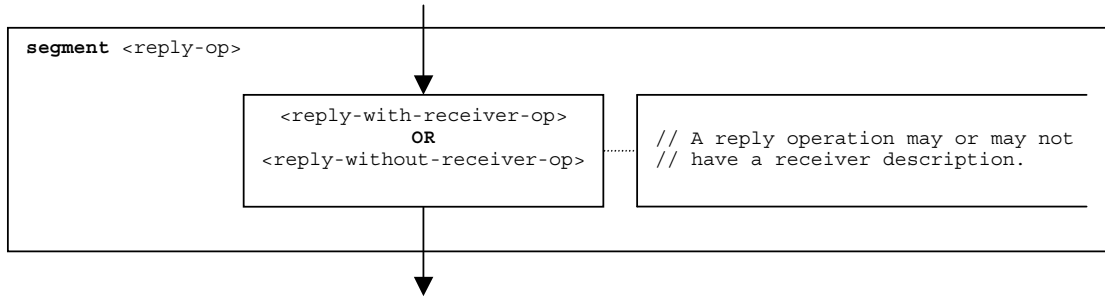 segment <reply-op>
<reply-with-receiver-op>
OR
<reply-without-receiver-op>
// A reply operation may or may not
// have a receiver description.